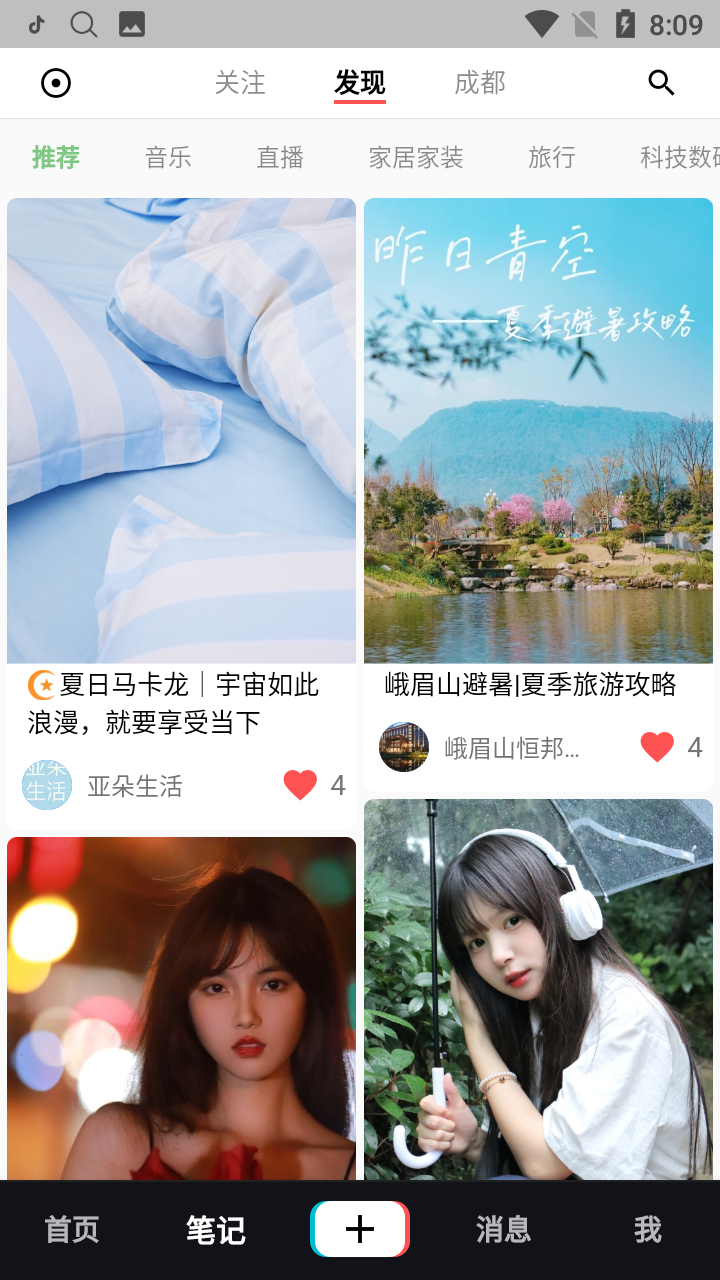 8:09
关注 发现 成都
推荐 音乐 直播 家居家装 旅行 科技数码
昨日青空
——夏季避暑攻略
夏日马卡龙｜宇宙如此
浪漫，就要享受当下
亚朵生活
亚朵生活 4
峨眉山避暑|夏季旅游攻略
峨眉山恒邦... 4
首页 笔记 消息 我